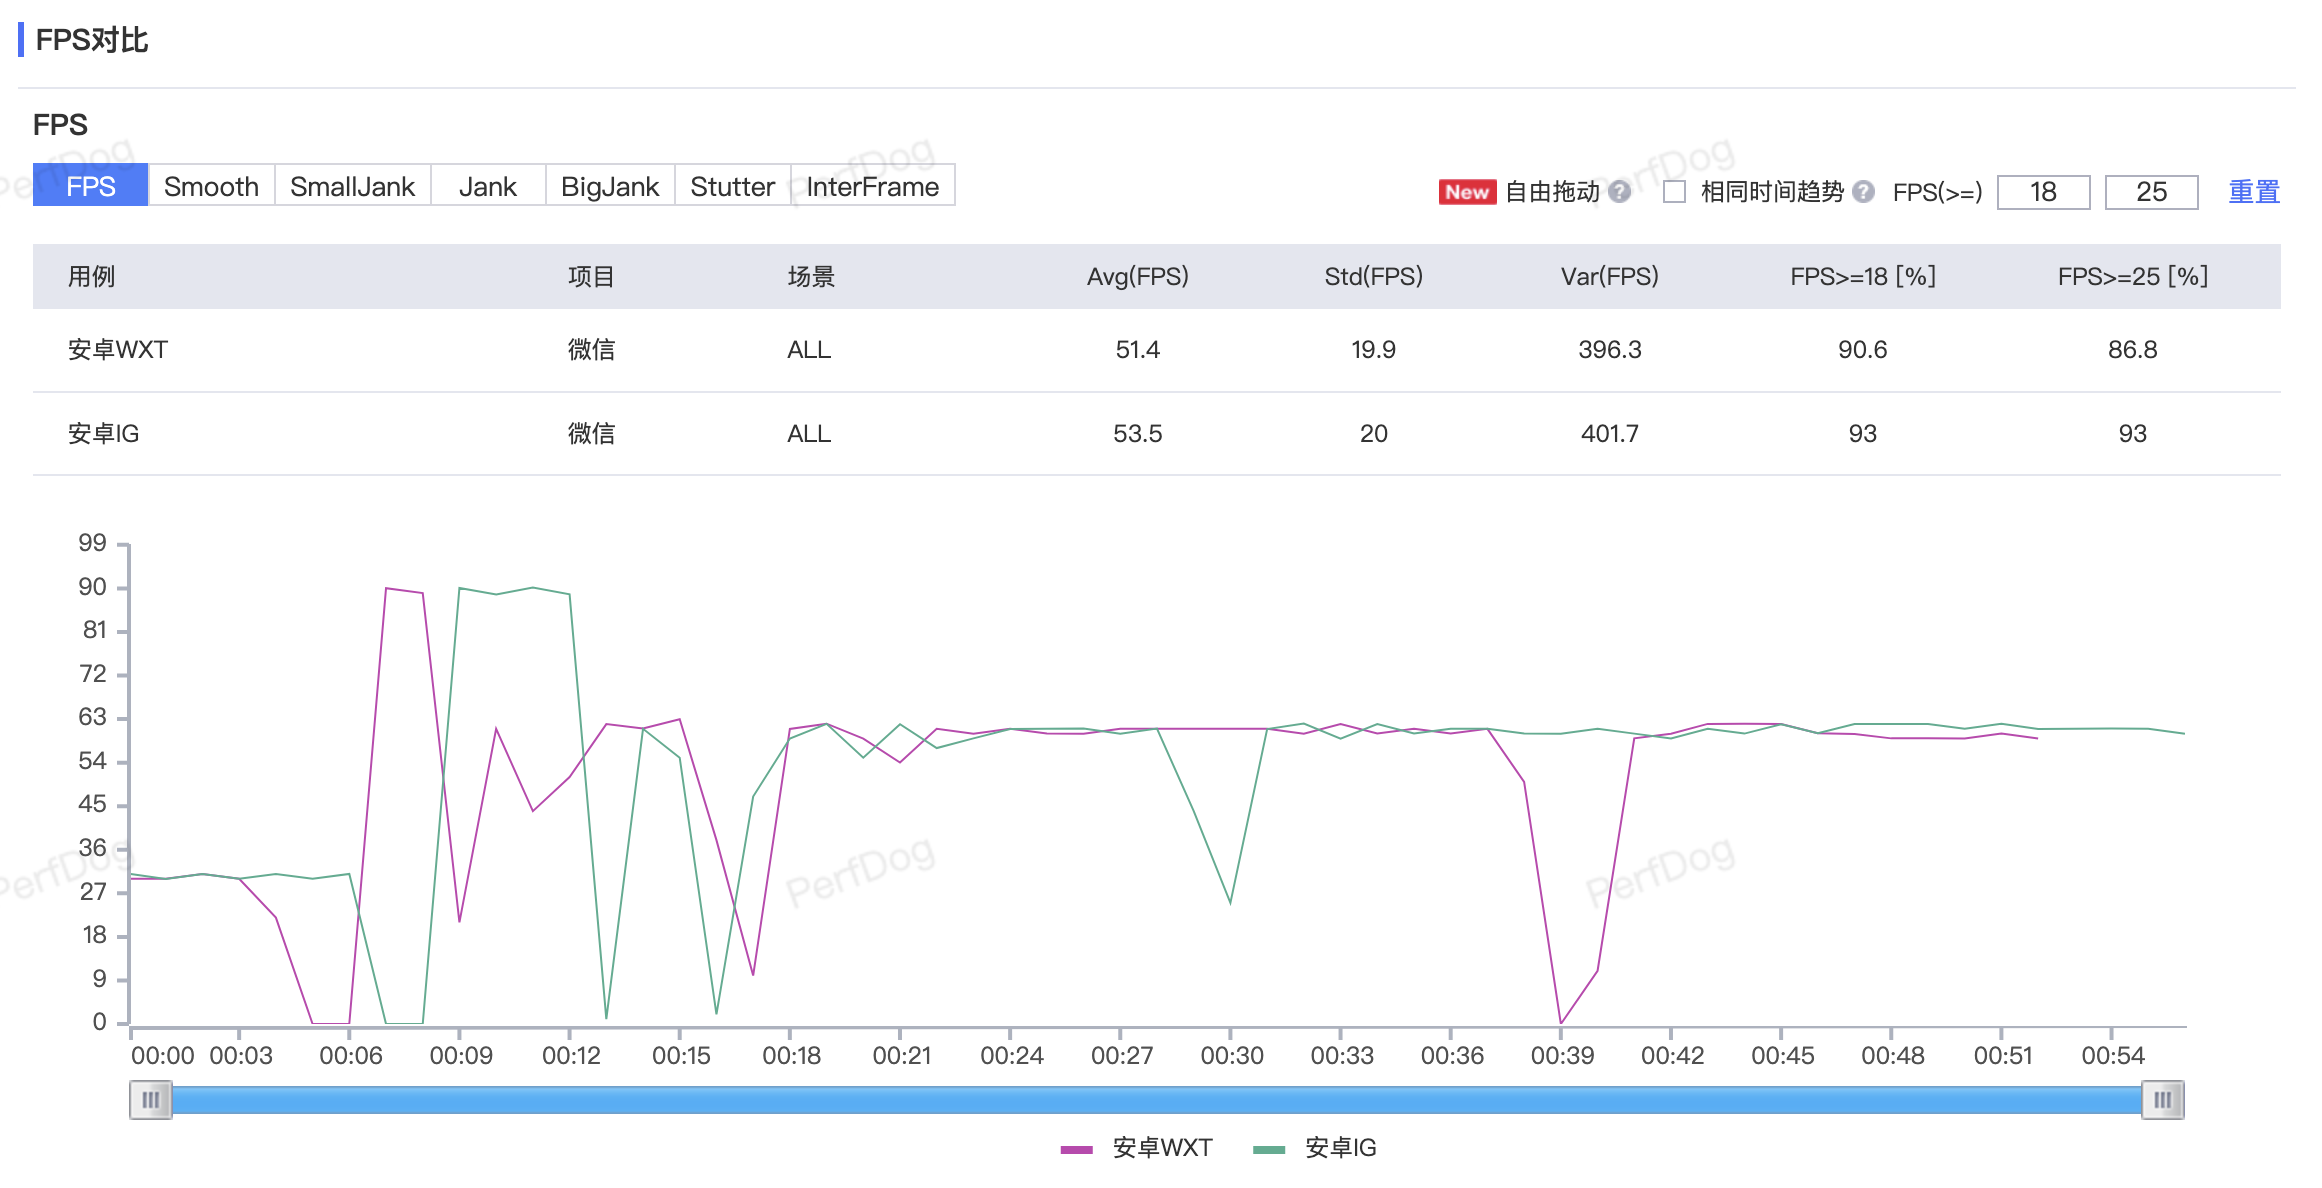 FPS对比
FPS
FPS Smooth SmallJank Jank BigJank Stutter InterFrame
New 自由拖动 ? 相同时间趋势 ? FPS(>=) 18 25 重置
用例 项目 场景 Avg(FPS) Std(FPS) Var(FPS) FPS>=18 [%] FPS>=25 [%]
安卓WXT 微信 ALL 51.4 19.9 396.3 90.6 86.8
安卓IG 微信 ALL 53.5 20 401.7 93 93
99
90
81
72
63
54
45
36
27
18
9
0
00:00 00:03 00:06 00:09 00:12 00:15 00:18 00:21 00:24 00:27 00:30 00:33 00:36 00:39 00:42 00:45 00:48 00:51 00:54
安卓WXT 安卓IG
PerfDog PerfDog PerfDog
PerfDog PerfDog PerfDog